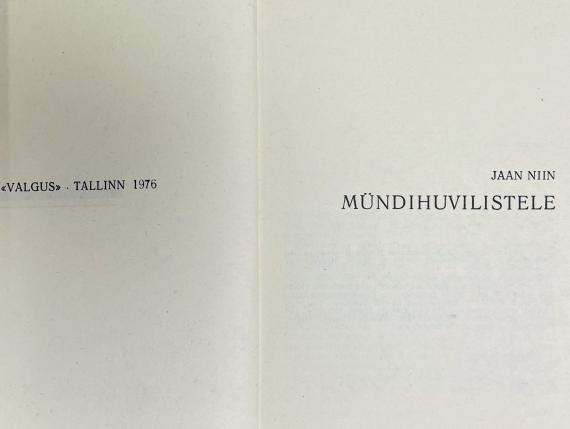 «VALGUS» · TALLINN 1976
JAAN NIIN
MÜNDIHUVILISTELE